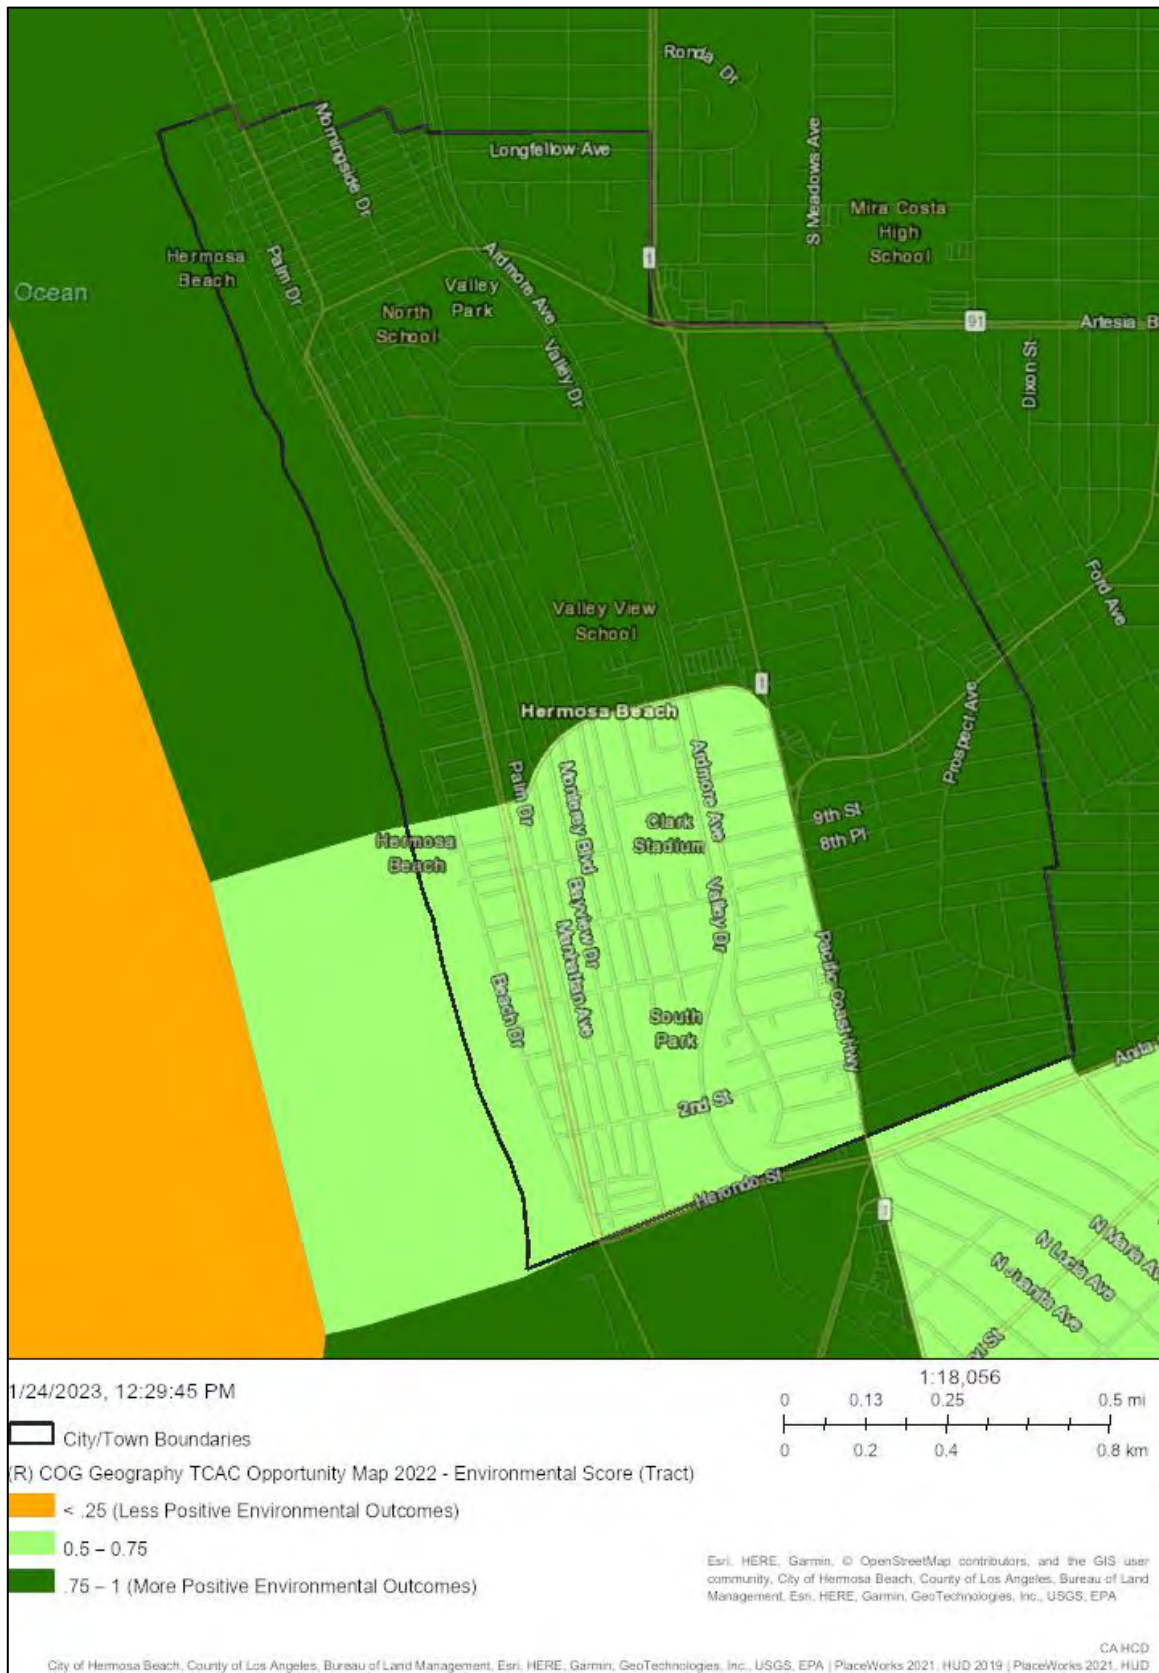 Ronda Dr
Morningside Dr
Longfellow Ave
S Meadows Ave
Mira Costa
High
School
Hermosa
Beach
Palm Dr
1
Ardmore Ave
Ocean
Valley
Park
North
School
91
Artesia B
Valley Dr
Dixon St
Ford Ave
Valley View
School
1
Hermosa Beach
Prospect Ave
Palm Dr
Monterey Blvd
Ardmore Ave
9th St
8th Pl
Clark
Stadium
Hermosa
Beach
Bayview Dr
Valley Dr
Manhattan Ave
Pacific Coast Hwy
Beach Dr
South
Park
Anita
2nd St
Herondo St
1
N Maria Av
N Lucia Ave
N Juanita Ave
St
1/24/2023, 12:29:45 PM
1:18,056
0 0.13 0.25 0.5 mi
0 0.2 0.4 0.8 km
City/Town Boundaries
(R) COG Geography TCAC Opportunity Map 2022 - Environmental Score (Tract)
< .25 (Less Positive Environmental Outcomes)
0.5 – 0.75
.75 – 1 (More Positive Environmental Outcomes)
Esri, HERE, Garmin, © OpenStreetMap contributors, and the GIS user
community, City of Hermosa Beach, County of Los Angeles, Bureau of Land
Management, Esri, HERE, Garmin, GeoTechnologies, Inc., USGS, EPA
CA HCD
City of Hermosa Beach, County of Los Angeles, Bureau of Land Management, Esri, HERE, Garmin, GeoTechnologies, Inc., USGS, EPA | PlaceWorks 2021, HUD 2019 | PlaceWorks 2021, HUD